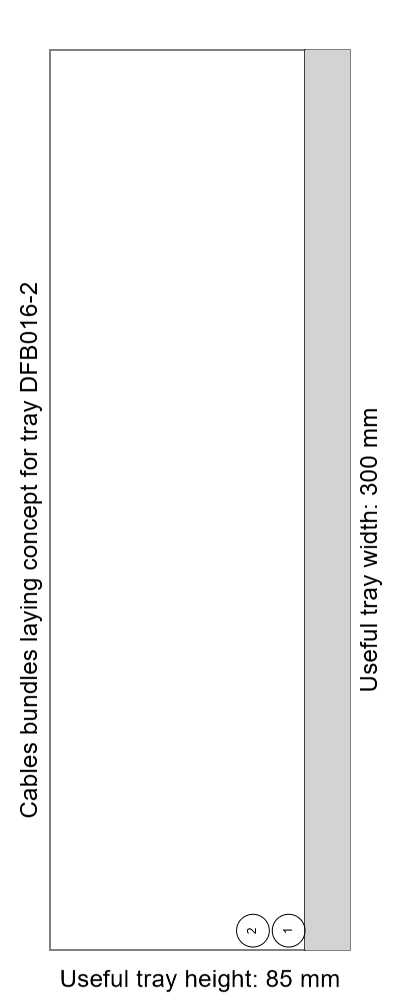 Cables bundles laying concept for tray DFB016-2
Useful tray width: 300 mm
2
1
Useful tray height: 85 mm